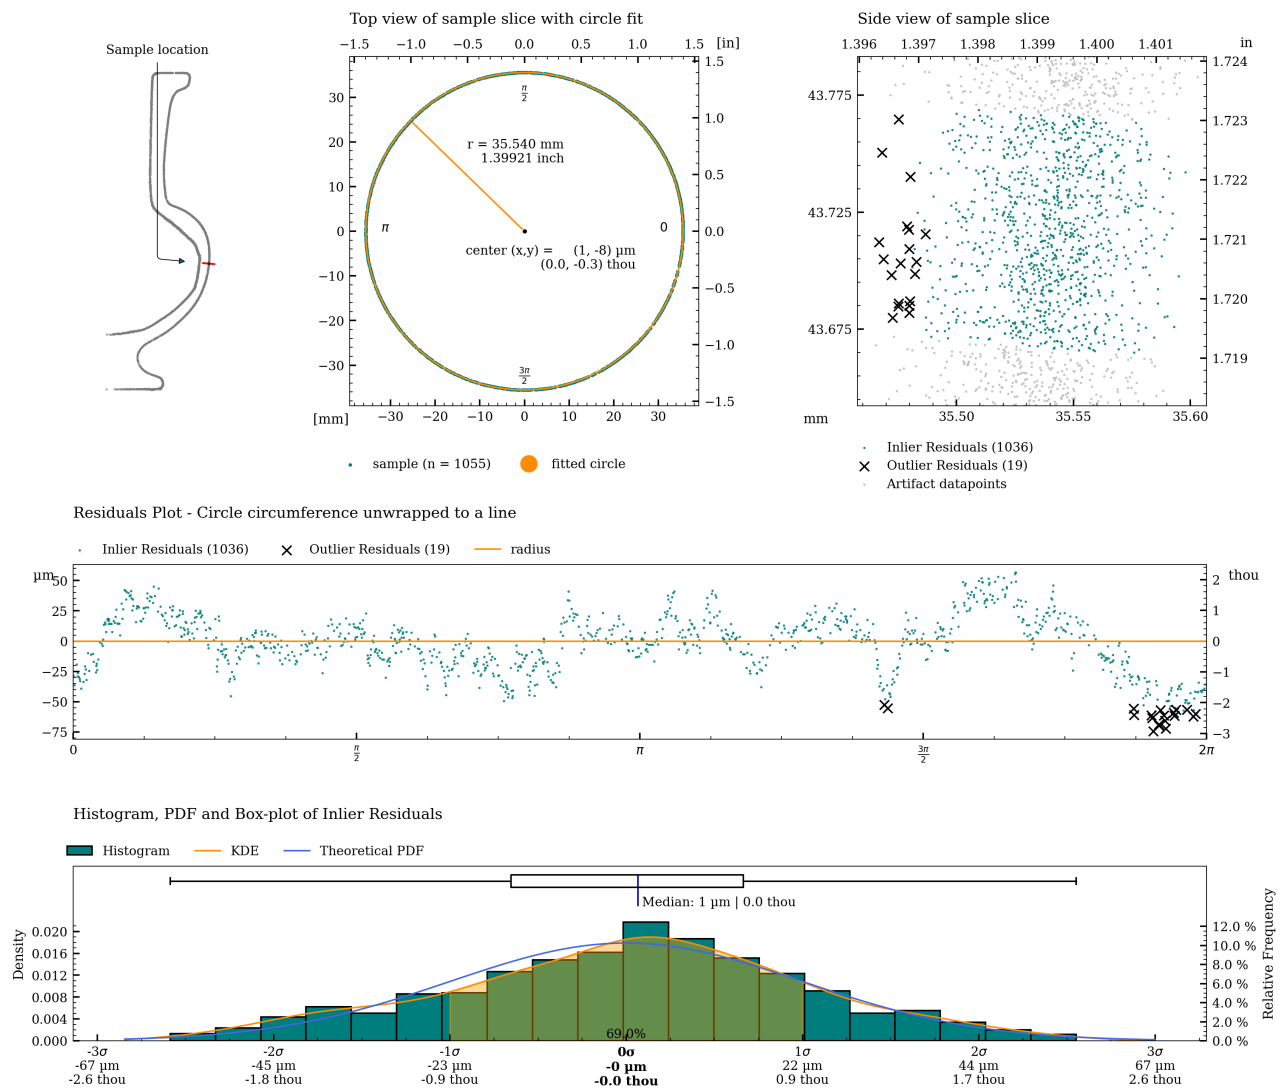 Sample location
Top view of sample slice with circle fit
−1.5 −1.0 −0.5 0.0 0.5 1.0 1.5 [in]
30
20
10
0
−10
−20
−30
1.5
1.0
0.5
0.0
−0.5
−1.0
−1.5
π/2
r = 35.540 mm
1.39921 inch
π
0
center (x,y) = (1, -8) µm
(0.0, -0.3) thou
3π/2
[mm] −30 −20 −10 0 10 20 30
sample (n = 1055)
fitted circle
Side view of sample slice
1.396 1.397 1.398 1.399 1.400 1.401 in
43.775
43.725
43.675
1.724
1.723
1.722
1.721
1.720
1.719
mm 35.50 35.55 35.60
Inlier Residuals (1036)
Outlier Residuals (19)
Artifact datapoints
Residuals Plot - Circle circumference unwrapped to a line
Inlier Residuals (1036) Outlier Residuals (19) radius
µm
50
25
0
−25
−50
−75
thou
2
1
0
−1
−2
−3
0 π/2 π 3π/2 2π
Histogram, PDF and Box-plot of Inlier Residuals
Histogram KDE Theoretical PDF
Median: 1 µm | 0.0 thou
Density
0.020
0.016
0.012
0.008
0.004
0.000
Relative Frequency
12.0 %
10.0 %
8.0 %
6.0 %
4.0 %
2.0 %
0.0 %
69.0%
-3σ -2σ -1σ 0σ 1σ 2σ 3σ
-67 µm -45 µm -23 µm -0 µm 22 µm 44 µm 67 µm
-2.6 thou -1.8 thou -0.9 thou -0.0 thou 0.9 thou 1.7 thou 2.6 thou